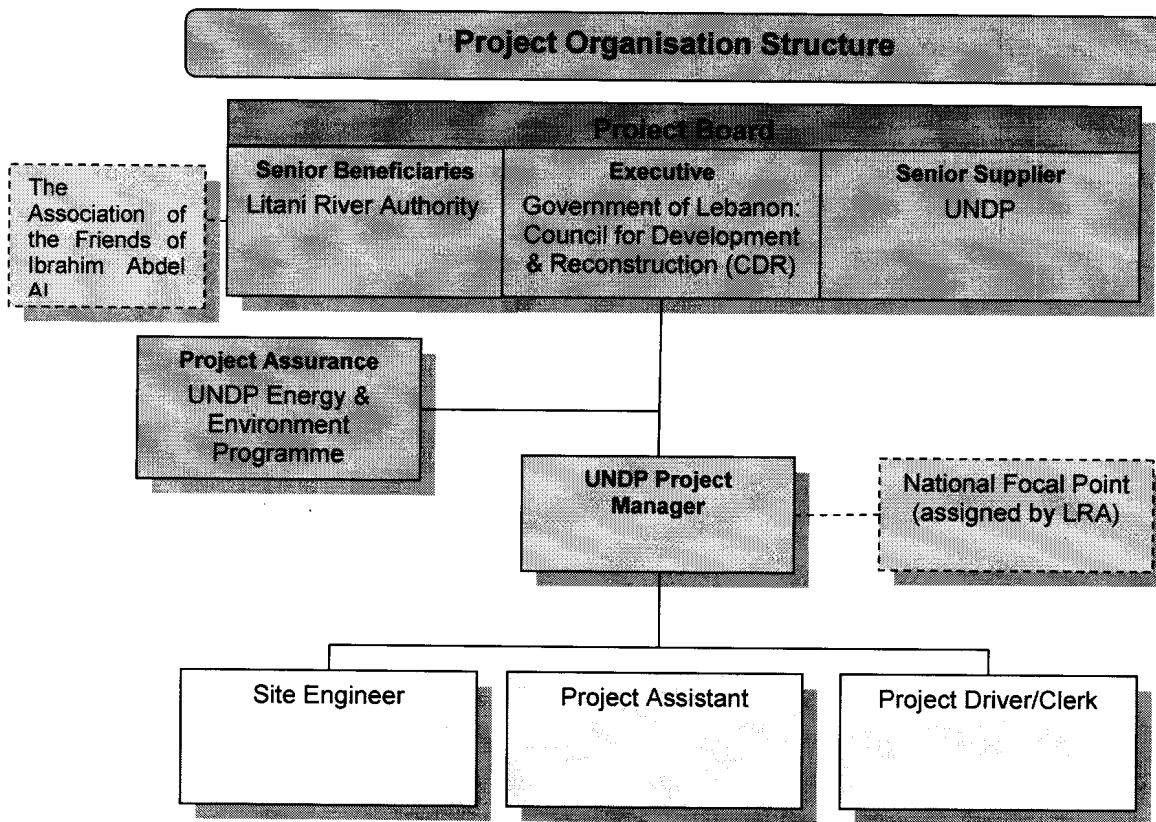 Project Organisation Structure
Project Board
The
Association of
the Friends of
Ibrahim Abdel
Al
Senior Beneficiaries
Litani River Authority
Executive
Government of Lebanon:
Council for Development
& Reconstruction (CDR)
Senior Supplier
UNDP
Project Assurance
UNDP Energy &
Environment
Programme
UNDP Project
Manager
National Focal Point
(assigned by LRA)
Site Engineer
Project Assistant
Project Driver/Clerk